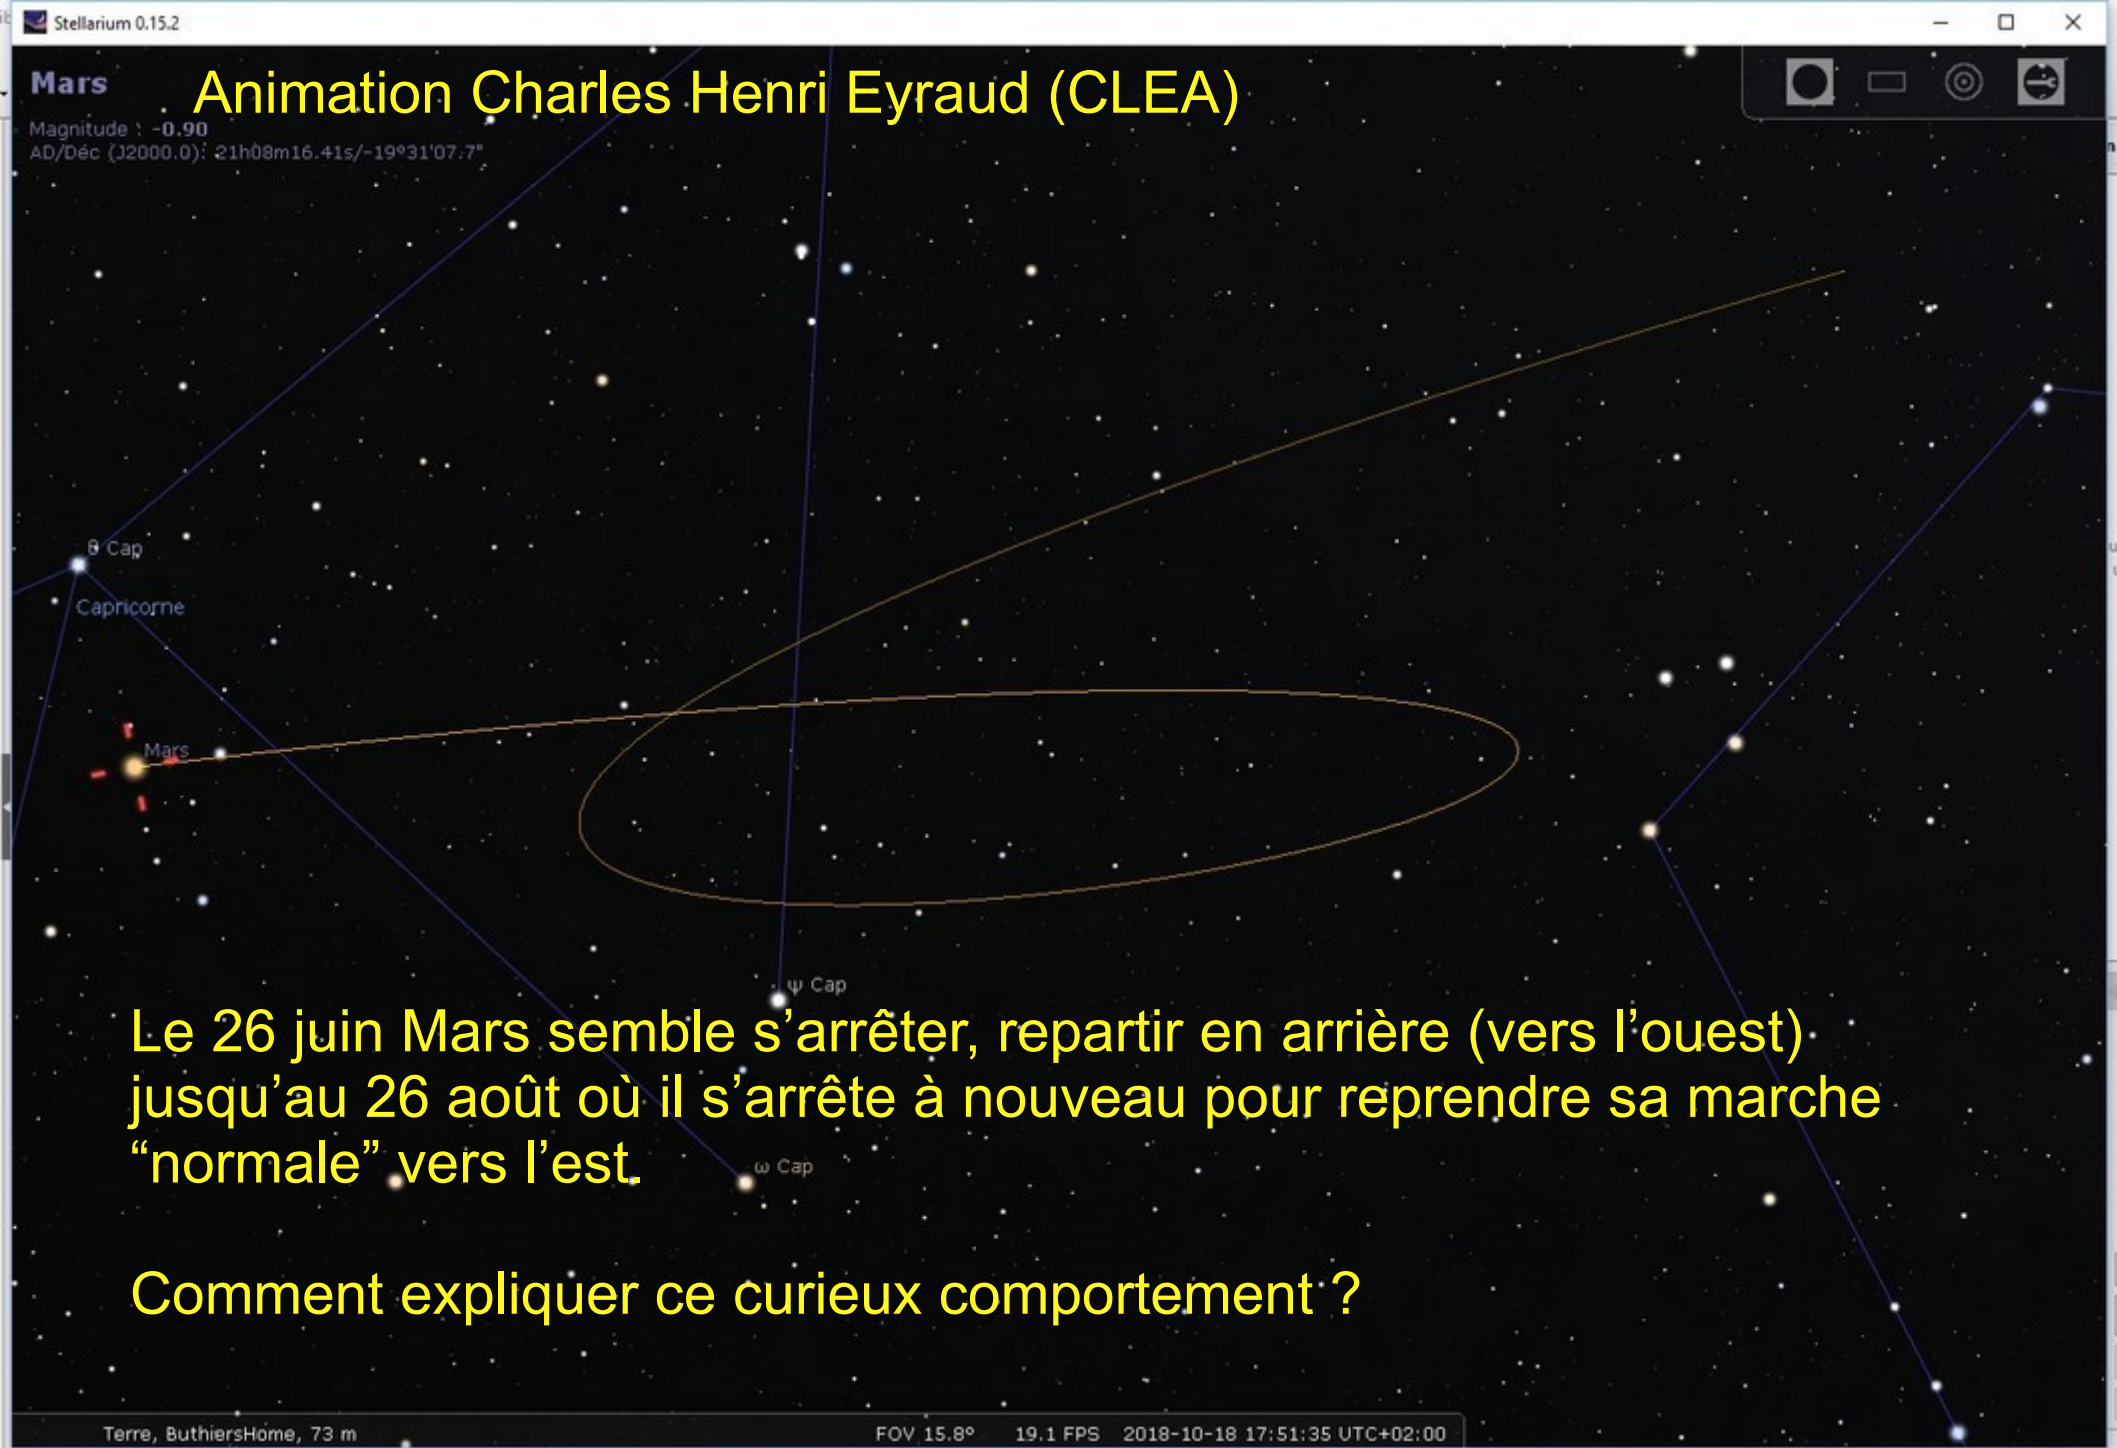 Stellarium 0.15.2
Mars
Animation Charles Henri Eyraud (CLEA)
Magnitude : -0.90
AD/Déc (J2000.0): 21h08m16.41s/-19°31'07.7"
θ Cap
Capricorne
Mars
ψ Cap
Le 26 juin Mars semble s’arrêter, repartir en arrière (vers l’ouest)
jusqu’au 26 août où il s’arrête à nouveau pour reprendre sa marche
“normale” vers l’est.
ω Cap
Comment expliquer ce curieux comportement ?
Terre, ButhiersHome, 73 m
FOV 15.8°
19.1 FPS
2018-10-18 17:51:35 UTC+02:00